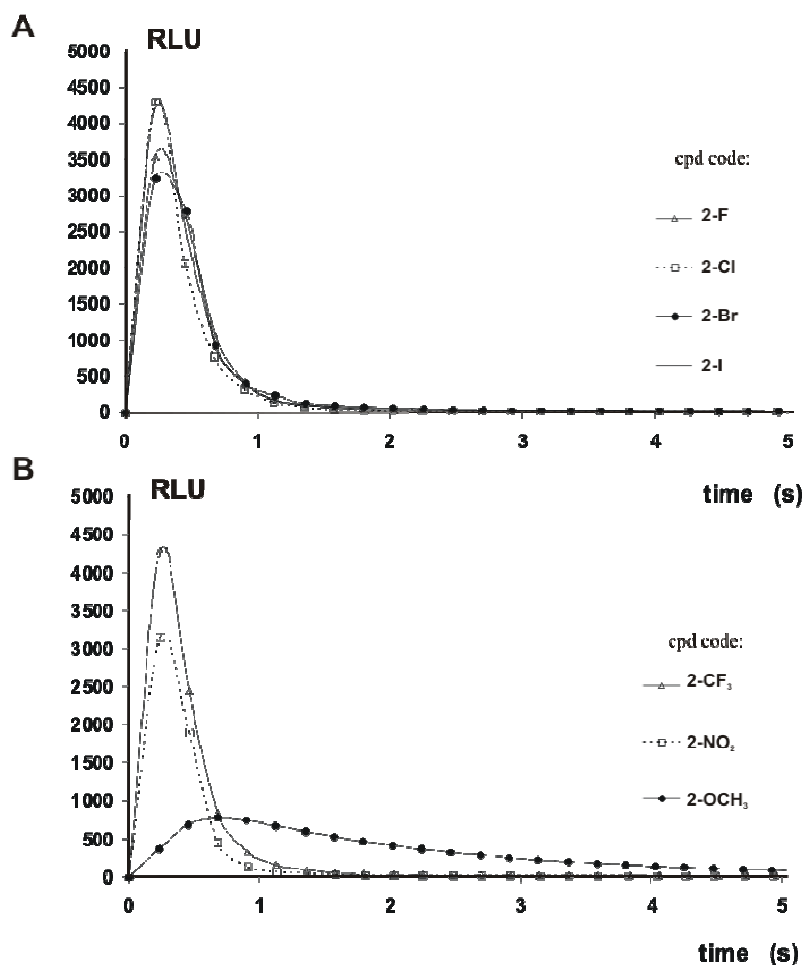 A
RLU
5000
4500
4000
3500
3000
2500
2000
1500
1000
500
0
0 1 2 3 4 5
time (s)
cpd code:
2-F
2-Cl
2-Br
2-I
B
RLU
5000
4500
4000
3500
3000
2500
2000
1500
1000
500
0
0 1 2 3 4 5
time (s)
cpd code:
2-CF₃
2-NO₂
2-OCH₃